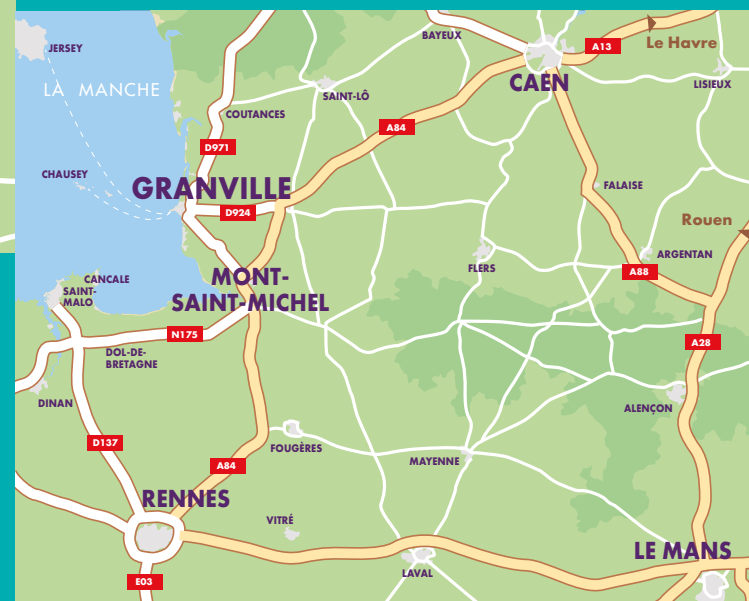 BAYEUX
A13
Le Havre
JERSEY
LA MANCHE
CAEN
LISIEUX
SAINT-LÔ
COUTANCES
A84
D971
CHAUSEY
GRANVILLE
FALAISE
D924
Rouen
ARGENTAN
FLERS
A88
CANCALE
SAINT-
MALO
MONT-
SAINT-MICHEL
N175
A28
DOL-DE-
BRETAGNE
DINAN
ALENÇON
D137
FOUGÈRES
MAYENNE
A84
RENNES
VITRÉ
LE MANS
LAVAL
E03